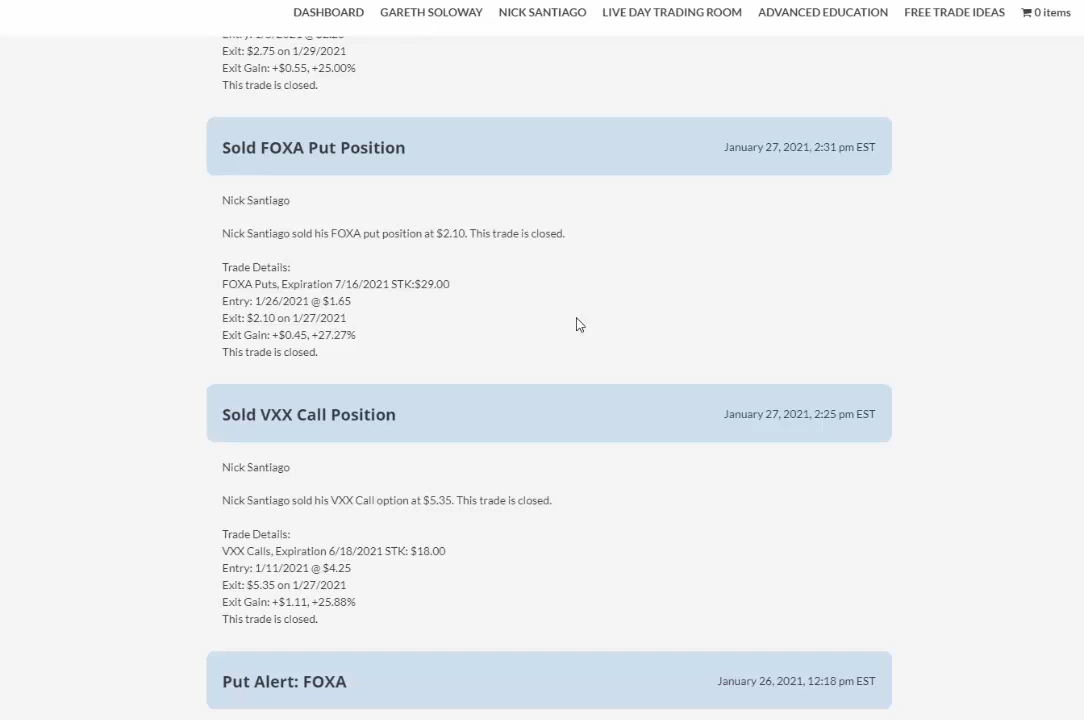 DASHBOARD GARETH SOLOWAY NICK SANTIAGO LIVE DAY TRADING ROOM ADVANCED EDUCATION FREE TRADE IDEAS 0 items
Exit: $2.75 on 1/29/2021
Exit Gain: +$0.55, +25.00%
This trade is closed.
Sold FOXA Put Position January 27, 2021, 2:31 pm EST
Nick Santiago
Nick Santiago sold his FOXA put position at $2.10. This trade is closed.
Trade Details:
FOXA Puts, Expiration 7/16/2021 STK:$29.00
Entry: 1/26/2021 @ $1.65
Exit: $2.10 on 1/27/2021
Exit Gain: +$0.45, +27.27%
This trade is closed.
Sold VXX Call Position January 27, 2021, 2:25 pm EST
Nick Santiago
Nick Santiago sold his VXX Call option at $5.35. This trade is closed.
Trade Details:
VXX Calls, Expiration 6/18/2021 STK: $18.00
Entry: 1/11/2021 @ $4.25
Exit: $5.35 on 1/27/2021
Exit Gain: +$1.11, +25.88%
This trade is closed.
Put Alert: FOXA January 26, 2021, 12:18 pm EST